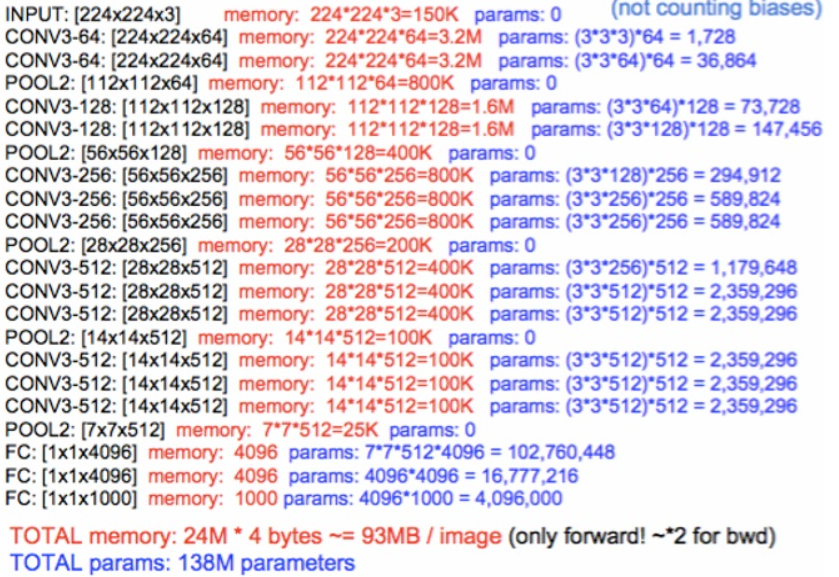 (not counting biases)
INPUT: [224x224x3] memory: 224*224*3=150K params: 0
CONV3-64: [224x224x64] memory: 224*224*64=3.2M params: (3*3*3)*64 = 1,728
CONV3-64: [224x224x64] memory: 224*224*64=3.2M params: (3*3*64)*64 = 36,864
POOL2: [112x112x64] memory: 112*112*64=800K params: 0
CONV3-128: [112x112x128] memory: 112*112*128=1.6M params: (3*3*64)*128 = 73,728
CONV3-128: [112x112x128] memory: 112*112*128=1.6M params: (3*3*128)*128 = 147,456
POOL2: [56x56x128] memory: 56*56*128=400K params: 0
CONV3-256: [56x56x256] memory: 56*56*256=800K params: (3*3*128)*256 = 294,912
CONV3-256: [56x56x256] memory: 56*56*256=800K params: (3*3*256)*256 = 589,824
CONV3-256: [56x56x256] memory: 56*56*256=800K params: (3*3*256)*256 = 589,824
POOL2: [28x28x256] memory: 28*28*256=200K params: 0
CONV3-512: [28x28x512] memory: 28*28*512=400K params: (3*3*256)*512 = 1,179,648
CONV3-512: [28x28x512] memory: 28*28*512=400K params: (3*3*512)*512 = 2,359,296
CONV3-512: [28x28x512] memory: 28*28*512=400K params: (3*3*512)*512 = 2,359,296
POOL2: [14x14x512] memory: 14*14*512=100K params: 0
CONV3-512: [14x14x512] memory: 14*14*512=100K params: (3*3*512)*512 = 2,359,296
CONV3-512: [14x14x512] memory: 14*14*512=100K params: (3*3*512)*512 = 2,359,296
CONV3-512: [14x14x512] memory: 14*14*512=100K params: (3*3*512)*512 = 2,359,296
POOL2: [7x7x512] memory: 7*7*512=25K params: 0
FC: [1x1x4096] memory: 4096 params: 7*7*512*4096 = 102,760,448
FC: [1x1x4096] memory: 4096 params: 4096*4096 = 16,777,216
FC: [1x1x1000] memory: 1000 params: 4096*1000 = 4,096,000
TOTAL memory: 24M * 4 bytes ~= 93MB / image (only forward! ~*2 for bwd)
TOTAL params: 138M parameters